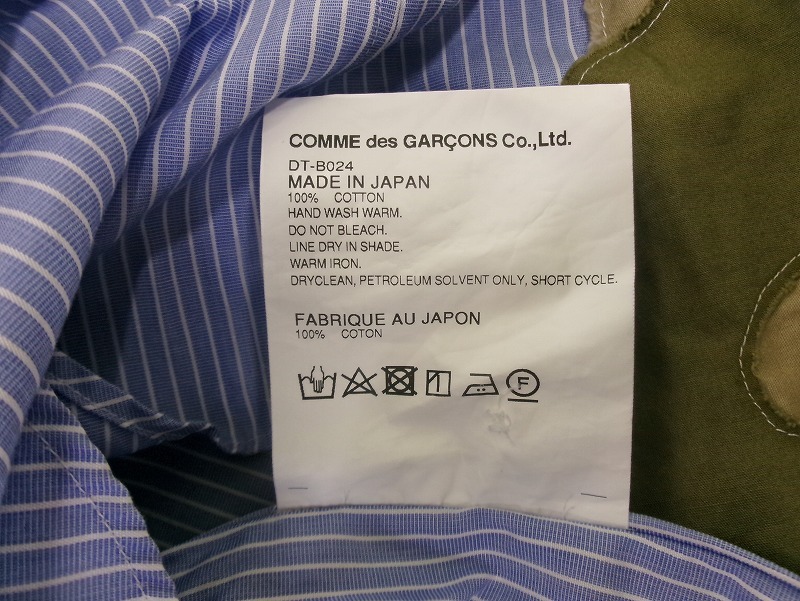 COMME des GARÇONS Co.,Ltd.
DT-B024
MADE IN JAPAN
100% COTTON
HAND WASH WARM.
DO NOT BLEACH.
LINE DRY IN SHADE.
WARM IRON.
DRYCLEAN, PETROLEUM SOLVENT ONLY, SHORT CYCLE.
FABRIQUE AU JAPON
100% COTON
F